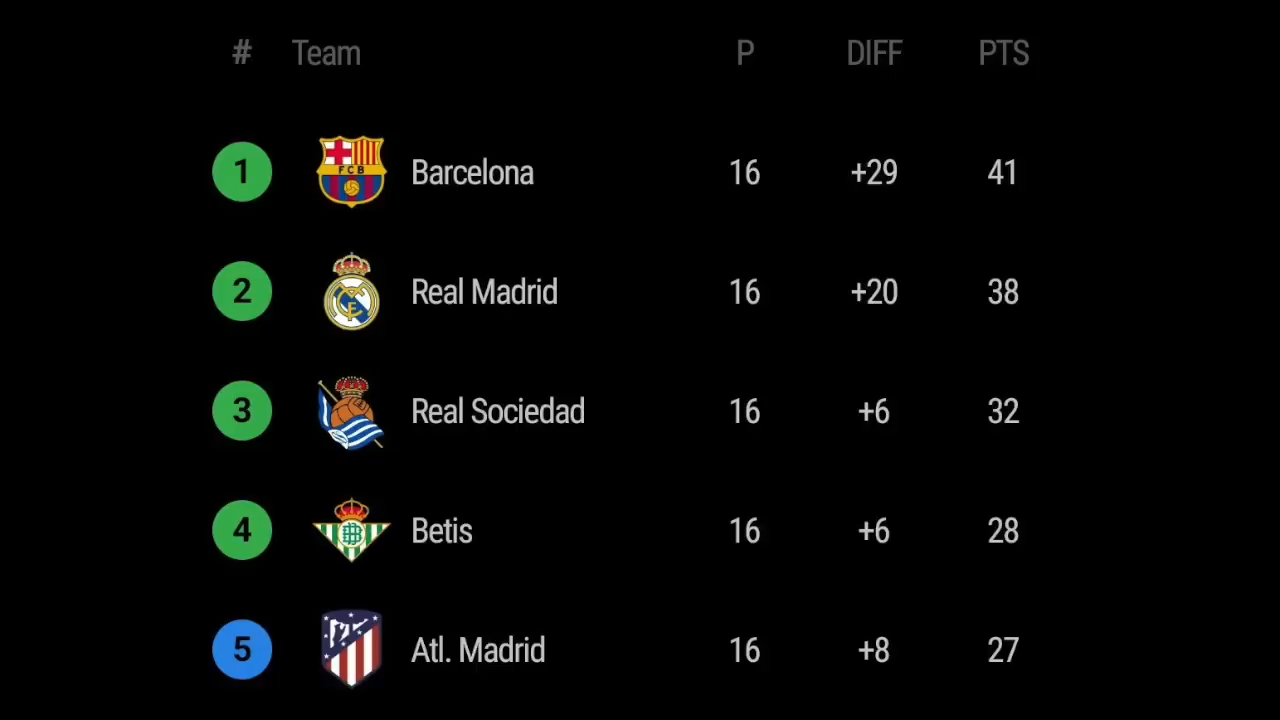 # Team P DIFF PTS
1 FCB Barcelona 16 +29 41
2 Real Madrid 16 +20 38
3 Real Sociedad 16 +6 32
4 Betis 16 +6 28
5 Atl. Madrid 16 +8 27